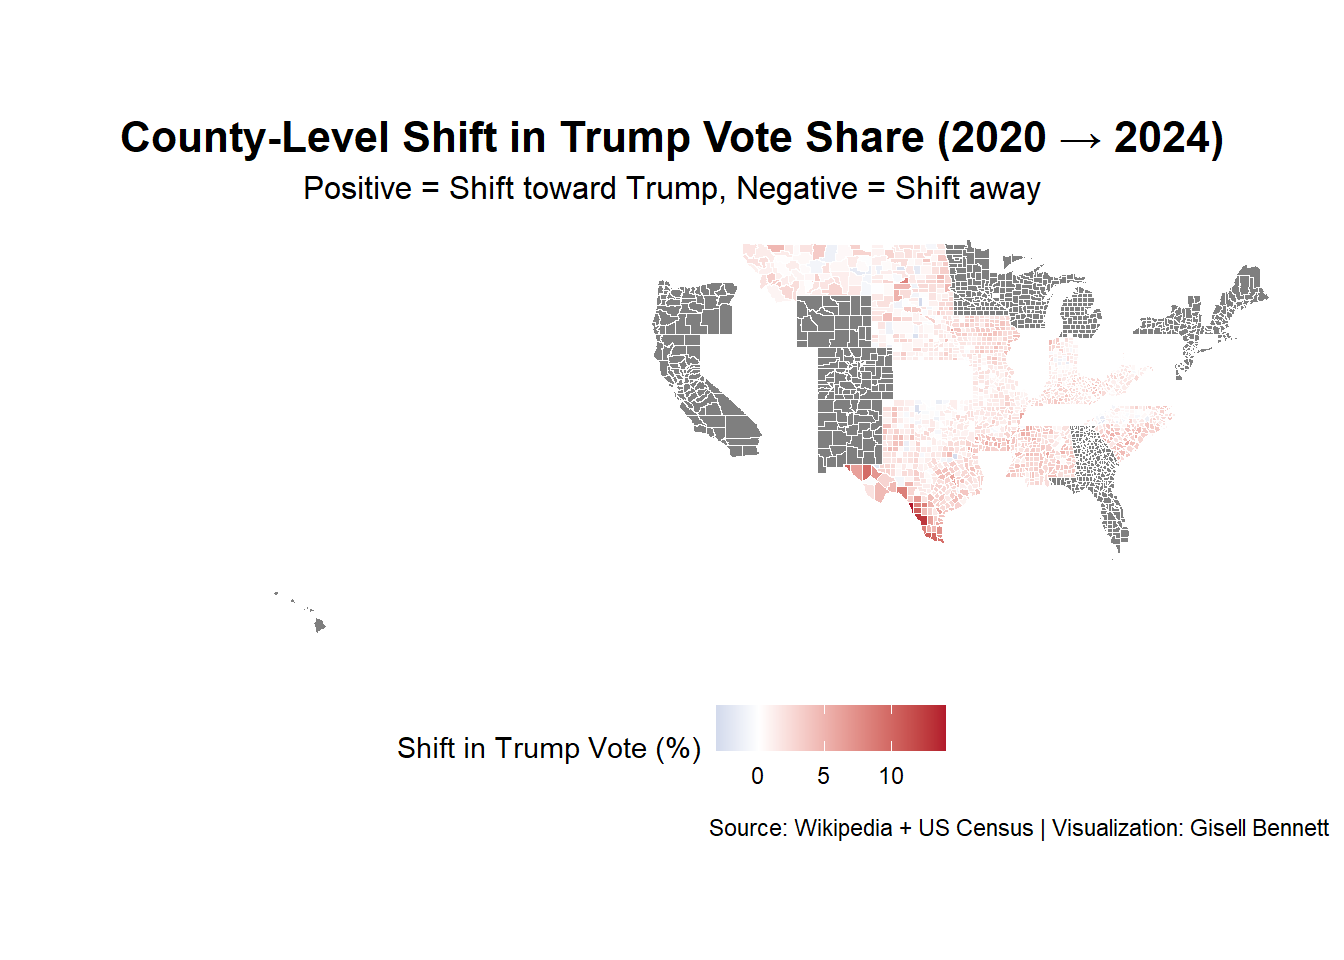 County-Level Shift in Trump Vote Share (2020 → 2024)
Positive = Shift toward Trump, Negative = Shift away
Shift in Trump Vote (%)
0 5 10
Source: Wikipedia + US Census | Visualization: Gisell Bennett